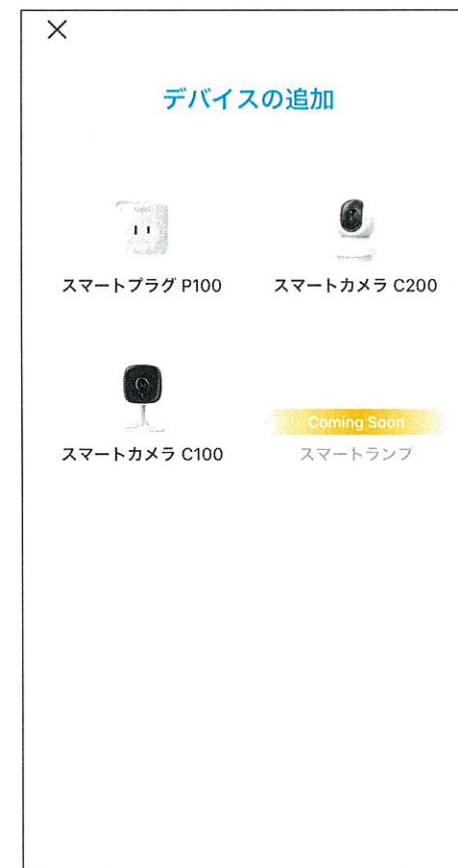 デバイスの追加
スマートプラグ P100
スマートカメラ C200
スマートカメラ C100
Coming Soon
スマートランプ